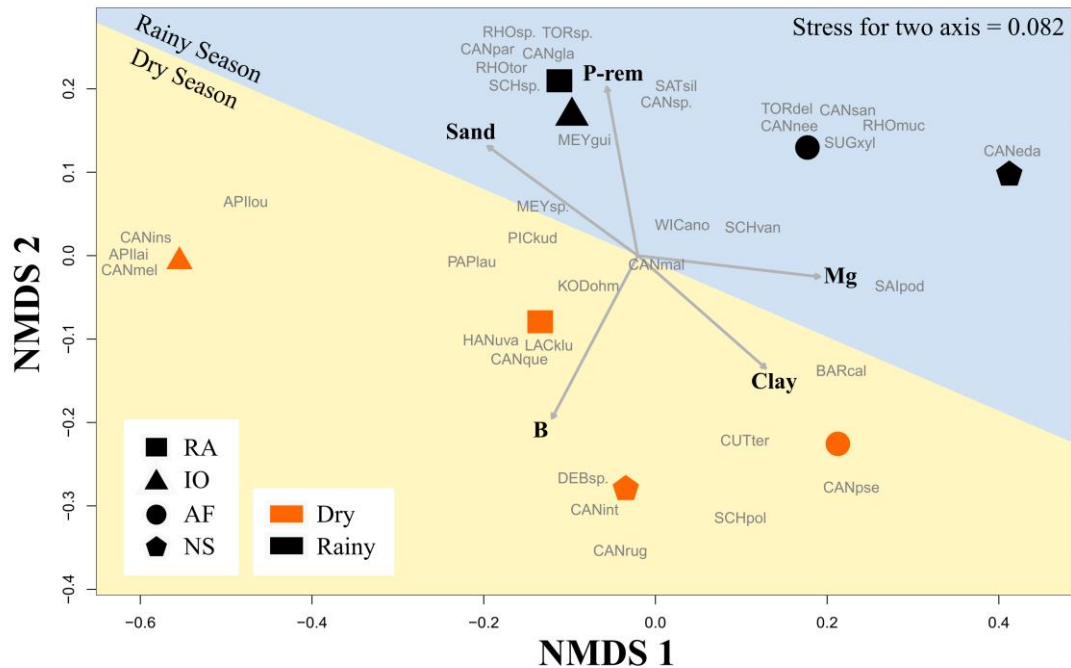 Stress for two axis = 0.082
Rainy Season
Dry Season
RHOsp. TORsp.
CANpar CANgla
RHOtor
SCHsp.
P-rem
SATsil
CANsp.
TORdel CANsan
CANnee RHOmuc
SUGxyl
CANeda
Sand
MEYgui
APIlou
MEYsp.
WICano SCHvan
CANins
PICkud
APIlai
PAPlau
CANmal
CANmel
Mg
KODohm
SAIpod
HANuva LACklu
CANque
Clay
BARcal
B
CUTter
DEBsp.
CANpse
CANint
SCHpol
CANrug
RA
IO
AF
NS
Dry
Rainy
NMDS 2
0.2
0.1
0.0
−0.1
−0.2
−0.3
−0.4
−0.6
−0.4
−0.2
0.0
0.2
0.4
NMDS 1